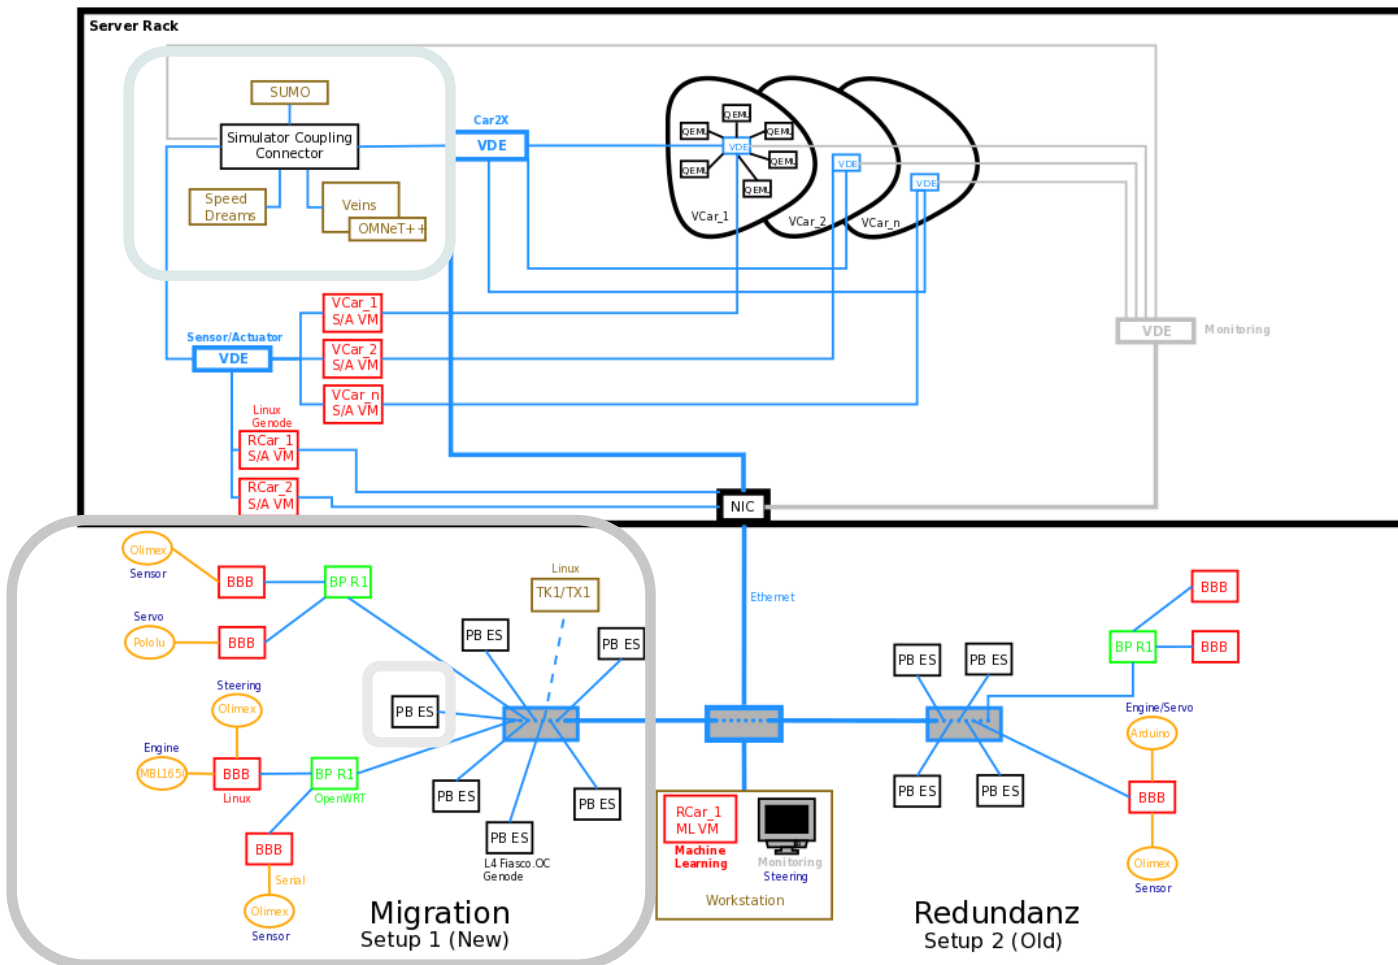 Server Rack
SUMO
Simulator Coupling
Connector
Speed
Dreams
Veins
OMNeT++
Car2X
VDE
QEMU
QEMU
QEMU
VDE
QEMU
QEMU
QEMU
VCar_1
VDE
VCar_2
VDE
VCar_n
VCar_1
S/A VM
VCar_2
S/A VM
VCar_n
S/A VM
Sensor/Actuator
VDE
VDE
Monitoring
Linux
Genode
RCar_1
S/A VM
RCar_2
S/A VM
NIC
Ethernet
Olimex
Sensor
BBB
BP R1
Servo
Pololu
BBB
Linux
TK1/TX1
PB ES
PB ES
PB ES
Steering
Olimex
Engine
MBL1650
BBB
Linux
BP R1
OpenWRT
BBB
Serial
Olimex
Sensor
PB ES
PB ES
PB ES
L4 Fiasco.OC
Genode
Migration
Setup 1 (New)
RCar_1
ML VM
Machine
Learning
Monitoring
Steering
Workstation
PB ES
PB ES
PB ES
PB ES
BBB
BP R1
BBB
Engine/Servo
Arduino
BBB
Olimex
Sensor
Redundanz
Setup 2 (Old)